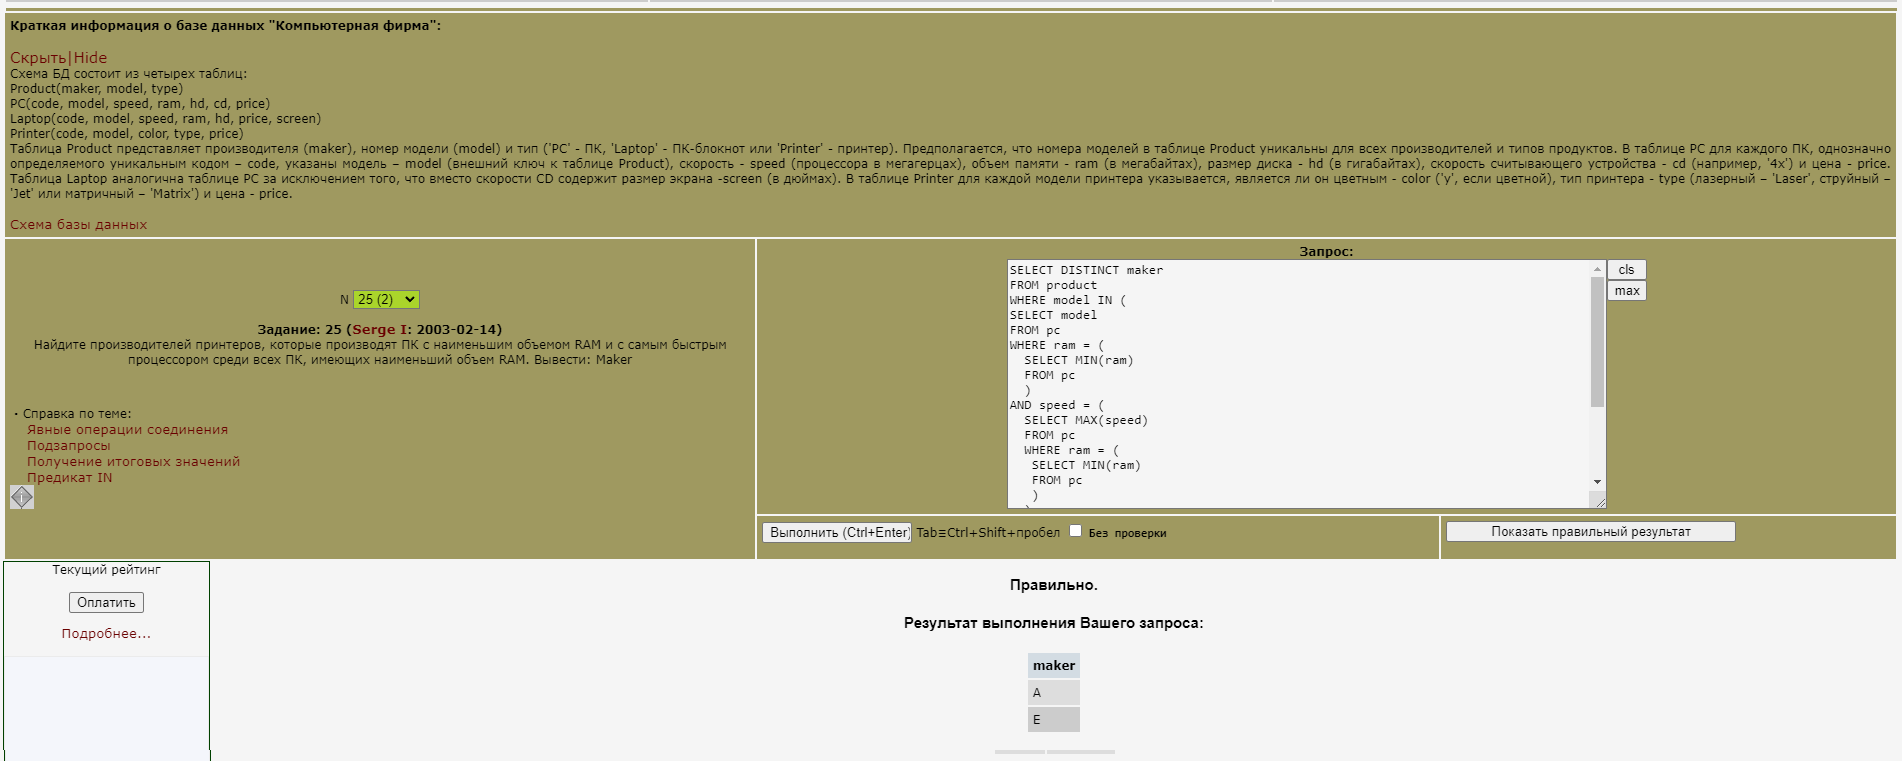 Краткая информация о базе данных "Компьютерная фирма":
Скрыть|Hide
Схема БД состоит из четырех таблиц:
Product(maker, model, type)
PC(code, model, speed, ram, hd, cd, price)
Laptop(code, model, speed, ram, hd, price, screen)
Printer(code, model, color, type, price)
Таблица Product представляет производителя (maker), номер модели (model) и тип ('PC' - ПК, 'Laptop' - ПК-блокнот или 'Printer' - принтер). Предполагается, что номера моделей в таблице Product уникальны для всех производителей и типов продуктов. В таблице PC для каждого ПК, однозначно
определяемого уникальным кодом – code, указаны модель – model (внешний ключ к таблице Product), скорость - speed (процессора в мегагерцах), объем памяти - ram (в мегабайтах), размер диска - hd (в гигабайтах), скорость считывающего устройства - cd (например, '4x') и цена - price.
Таблица Laptop аналогична таблице РС за исключением того, что вместо скорости CD содержит размер экрана -screen (в дюймах). В таблице Printer для каждой модели принтера указывается, является ли он цветным - color ('y', если цветной), тип принтера - type (лазерный – 'Laser', струйный –
'Jet' или матричный – 'Matrix') и цена - price.
Схема базы данных
N 25 (2)
Задание: 25 (Serge I: 2003-02-14)
Найдите производителей принтеров, которые производят ПК с наименьшим объемом RAM и с самым быстрым
процессором среди всех ПК, имеющих наименьший объем RAM. Вывести: Maker
· Справка по теме:
Явные операции соединения
Подзапросы
Получение итоговых значений
Предикат IN
Запрос:
SELECT DISTINCT maker
FROM product
WHERE model IN (
SELECT model
FROM pc
WHERE ram = (
  SELECT MIN(ram)
  FROM pc
  )
AND speed = (
  SELECT MAX(speed)
  FROM pc
  WHERE ram = (
   SELECT MIN(ram)
   FROM pc
   )
cls
max
Выполнить (Ctrl+Enter) Tab≡Ctrl+Shift+пробел Без проверки
Показать правильный результат
Текущий рейтинг
Оплатить
Подробнее...
Правильно.
Результат выполнения Вашего запроса:
maker
A
E